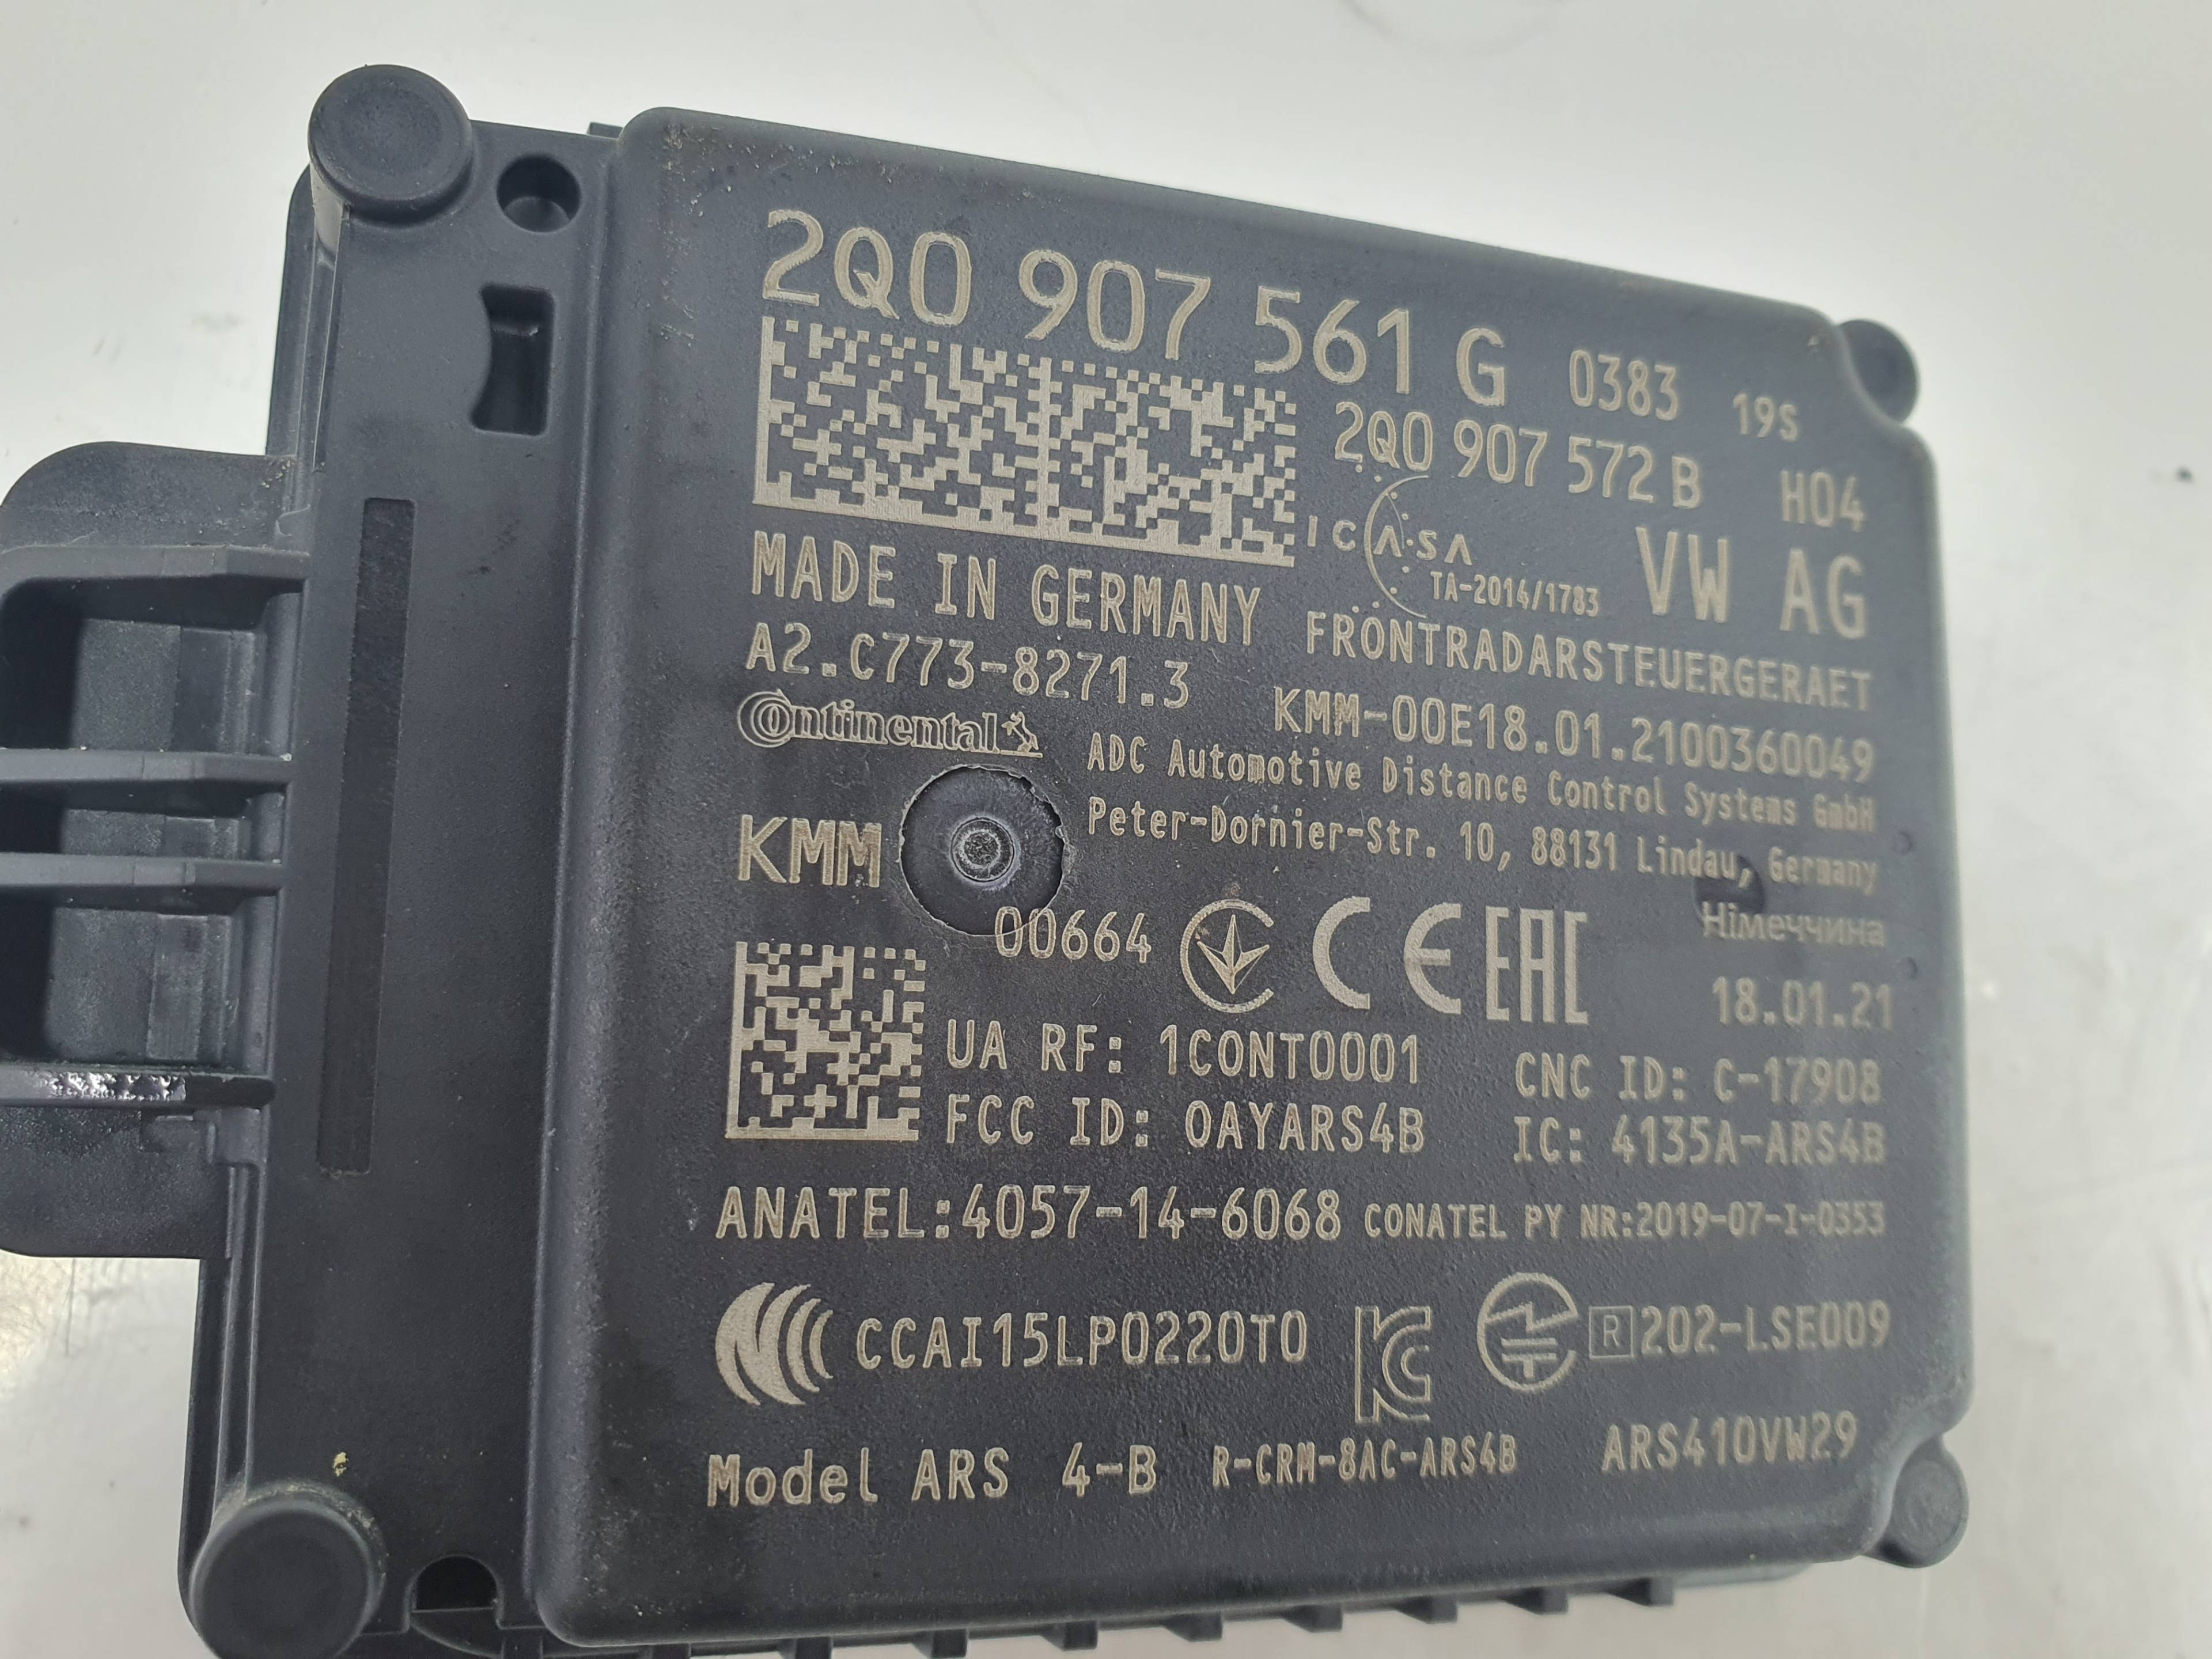 2Q0 907 561 G 0383 19S
2Q0 907 572 B H04
ICASA
TA-2014/1783
VW AG
MADE IN GERMANY
FRONTRADARSTEUERGERAET
A2.C773-8271.3
KMM-00E18.01.2100360049
Continental
ADC Automotive Distance Control Systems GmbH
Peter-Dornier-Str. 10, 88131 Lindau, Germany
KMM
Німеччина
00664 CE EAC
18.01.21
UA RF: 1CONT0001 CNC ID: C-17908
FCC ID: OAYARS4B IC: 4135A-ARS4B
ANATEL:4057-14-6068 CONATEL PY NR:2019-07-I-0353
CCAI15LP0220T0 KC R 202-LSE009
Model ARS 4-B R-CRM-8AC-ARS4B ARS410VW29